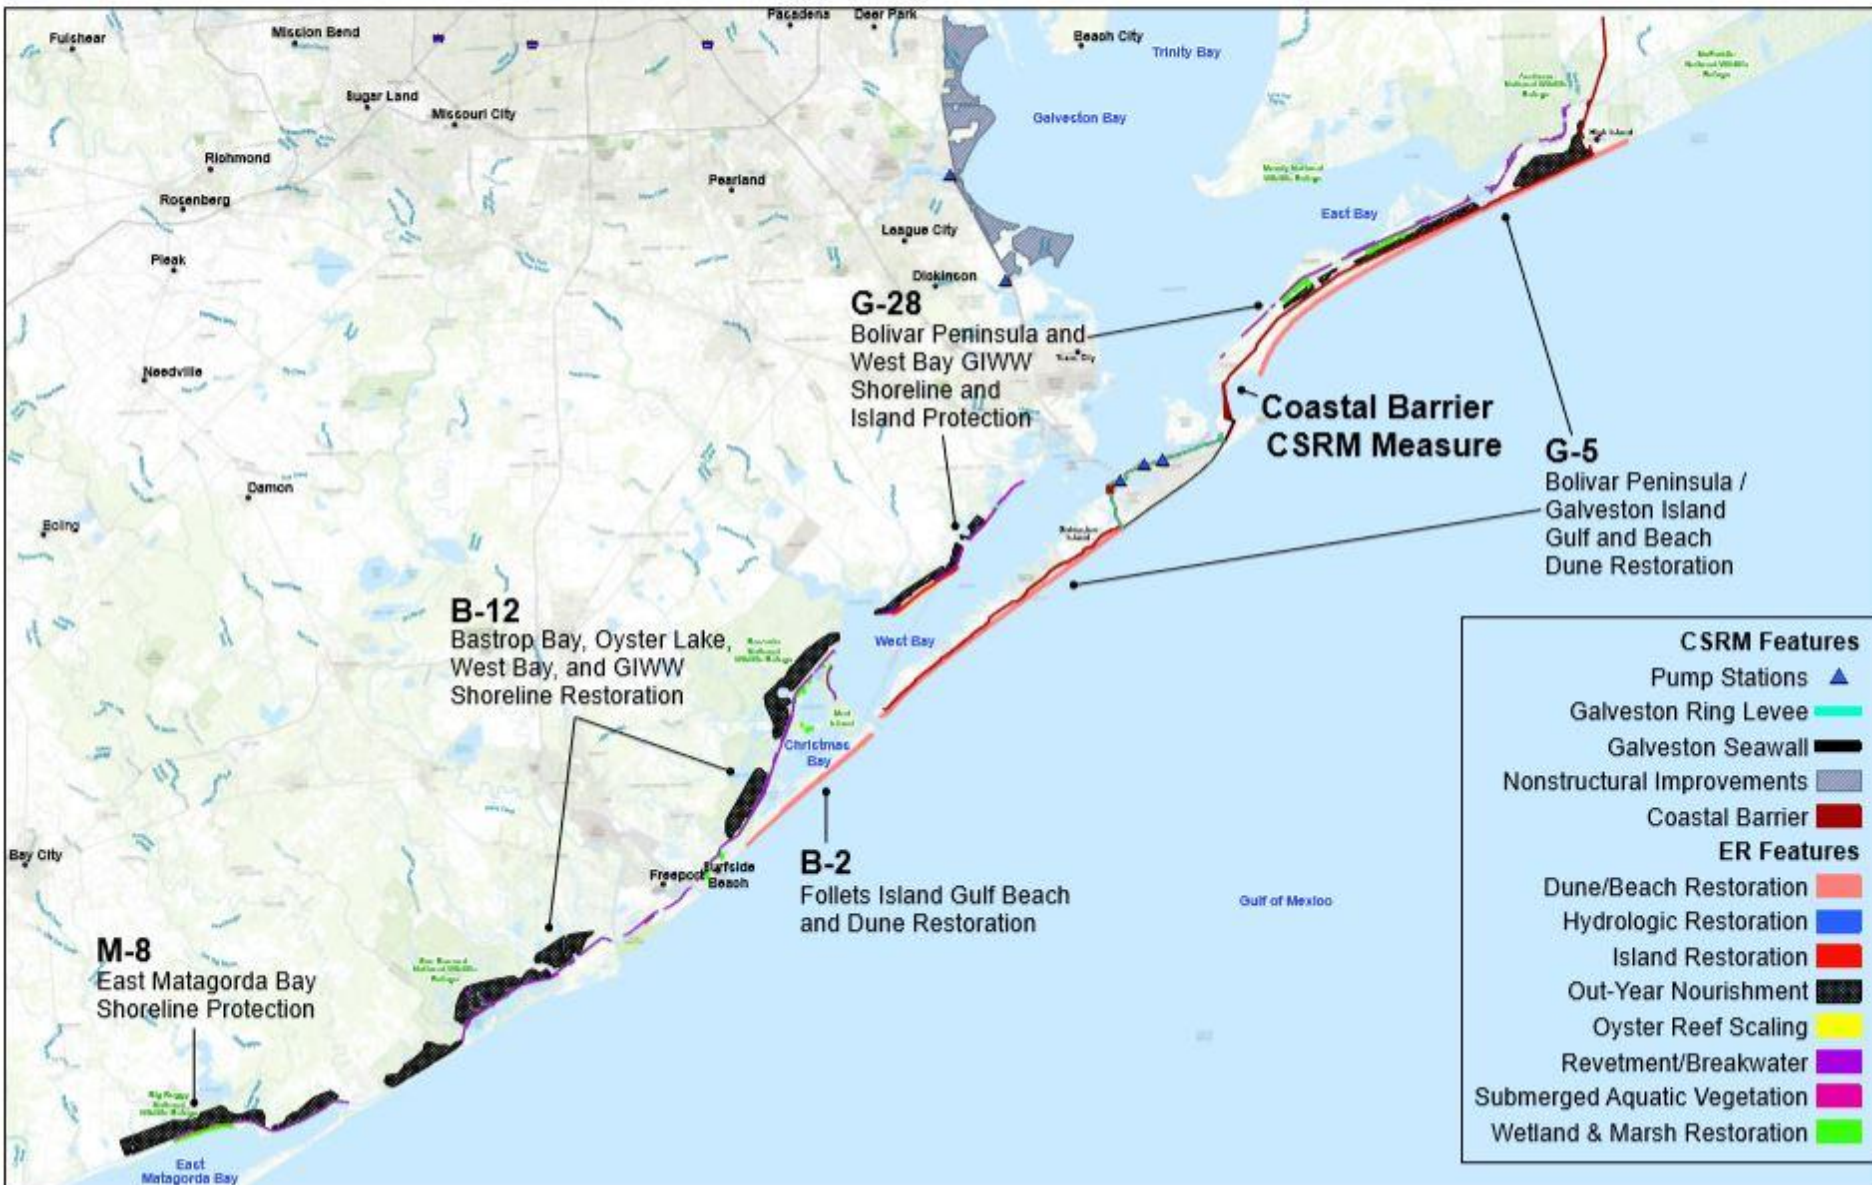 Pasadena
Deer Park
Fulshear
Mission Bend
Beach City
Trinity Bay
Sugar Land
Missouri City
Galveston Bay
High Island
Richmond
Pearland
Rosenberg
East Bay
League City
Pleak
Dickinson
G-28
Bolivar Peninsula and
West Bay GIWW
Shoreline and
Island Protection
Needville
Coastal Barrier
CSRM Measure
G-5
Bolivar Peninsula /
Galveston Island
Gulf and Beach
Dune Restoration
Damon
Boling
B-12
Bastrop Bay, Oyster Lake,
West Bay, and GIWW
Shoreline Restoration
West Bay
Mud
Island
Christmas
Bay
Bay City
Freeport
Surfside
Beach
B-2
Follets Island Gulf Beach
and Dune Restoration
Gulf of Mexico
M-8
East Matagorda Bay
Shoreline Protection
East
Matagorda Bay
CSRM Features
Pump Stations
Galveston Ring Levee
Galveston Seawall
Nonstructural Improvements
Coastal Barrier
ER Features
Dune/Beach Restoration
Hydrologic Restoration
Island Restoration
Out-Year Nourishment
Oyster Reef Scaling
Revetment/Breakwater
Submerged Aquatic Vegetation
Wetland & Marsh Restoration